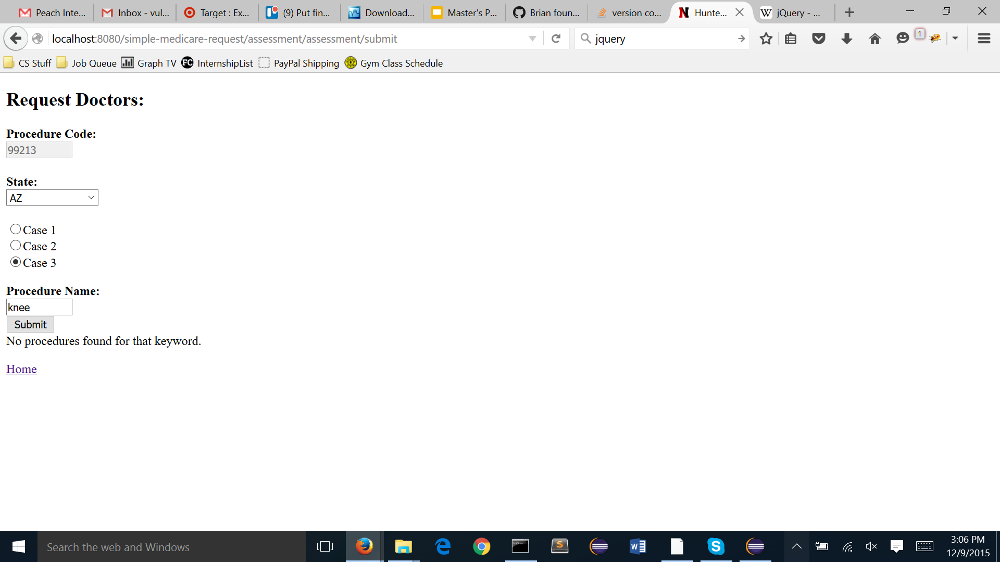 Peach Inte...
Inbox - vul...
Target : Ex...
(9) Put fin...
Download...
Master's P...
Brian foun...
version co...
Hunte...
W jQuery - ...
localhost:8080/simple-medicare-request/assessment/assessment/submit
jquery
1
CS Stuff
Job Queue
Graph TV
FC InternshipList
PayPal Shipping
Gym Class Schedule
Request Doctors:
Procedure Code:
99213
State:
AZ
Case 1
Case 2
Case 3
Procedure Name:
knee
Submit
No procedures found for that keyword.
Home
Search the web and Windows
3:06 PM
12/9/2015